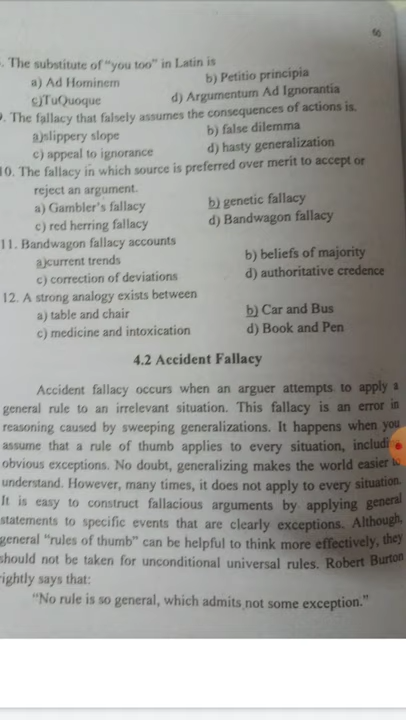 66
. The substitute of "you too" in Latin is
a) Ad Hominem b) Petitio principia
c)TuQuoque d) Argumentum Ad Ignorantia
9. The fallacy that falsely assumes the consequences of actions is.
a)slippery slope b) false dilemma
c) appeal to ignorance d) hasty generalization
10. The fallacy in which source is preferred over merit to accept or
reject an argument.
a) Gambler's fallacy b) genetic fallacy
c) red herring fallacy d) Bandwagon fallacy
11. Bandwagon fallacy accounts
a)current trends b) beliefs of majority
c) correction of deviations d) authoritative credence
12. A strong analogy exists between
a) table and chair b) Car and Bus
c) medicine and intoxication d) Book and Pen
4.2 Accident Fallacy
Accident fallacy occurs when an arguer attempts to apply a
general rule to an irrelevant situation. This fallacy is an error in
reasoning caused by sweeping generalizations. It happens when you
assume that a rule of thumb applies to every situation, includi
obvious exceptions. No doubt, generalizing makes the world easier to
understand. However, many times, it does not apply to every situation.
It is easy to construct fallacious arguments by applying general
statements to specific events that are clearly exceptions. Although,
general "rules of thumb" can be helpful to think more effectively, they
should not be taken for unconditional universal rules. Robert Burton
rightly says that:
"No rule is so general, which admits not some exception."